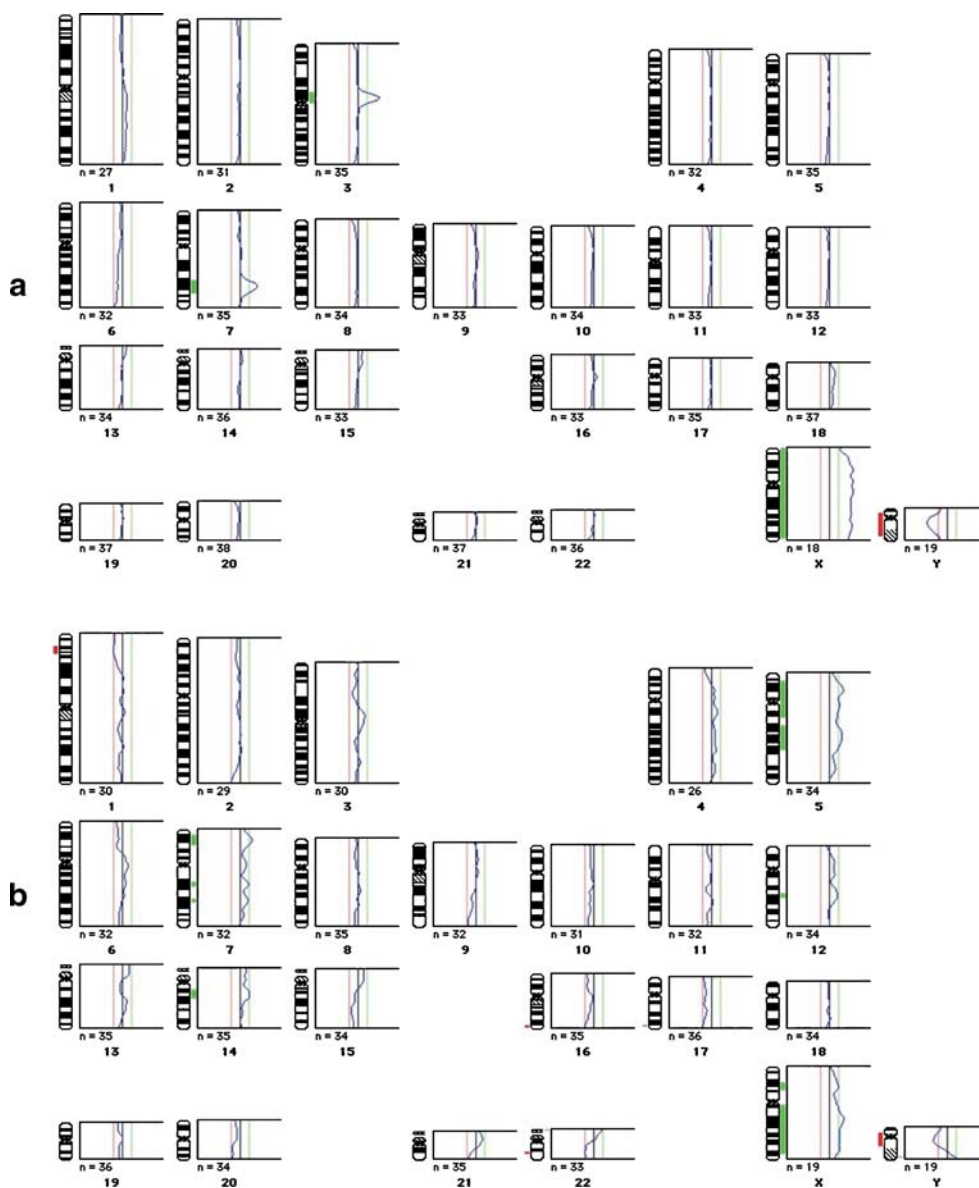 n = 27 n = 31 n = 35 n = 32 n = 35
1 2 3 4 5
a
n = 32 n = 35 n = 34 n = 33 n = 34 n = 33 n = 33
6 7 8 9 10 11 12
n = 34 n = 36 n = 33 n = 33 n = 35 n = 37
13 14 15 16 17 18
n = 37 n = 38 n = 37 n = 36 n = 18 n = 19
19 20 21 22 X Y
n = 30 n = 29 n = 30 n = 26 n = 34
1 2 3 4 5
b
n = 32 n = 32 n = 35 n = 32 n = 31 n = 32 n = 34
6 7 8 9 10 11 12
n = 35 n = 35 n = 34 n = 35 n = 36 n = 34
13 14 15 16 17 18
n = 36 n = 34 n = 35 n = 33 n = 19 n = 19
19 20 21 22 X Y